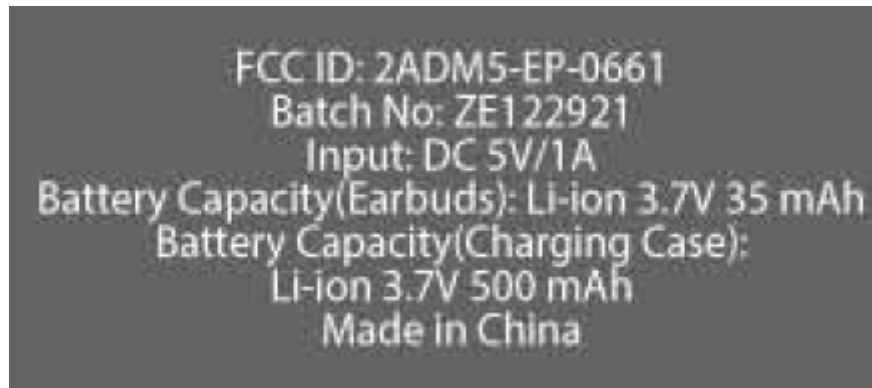 FCC ID: 2ADM5-EP-0661
Batch No: ZE122921
Input: DC 5V/1A
Battery Capacity(Earbuds): Li-ion 3.7V 35 mAh
Battery Capacity(Charging Case):
Li-ion 3.7V 500 mAh
Made in China